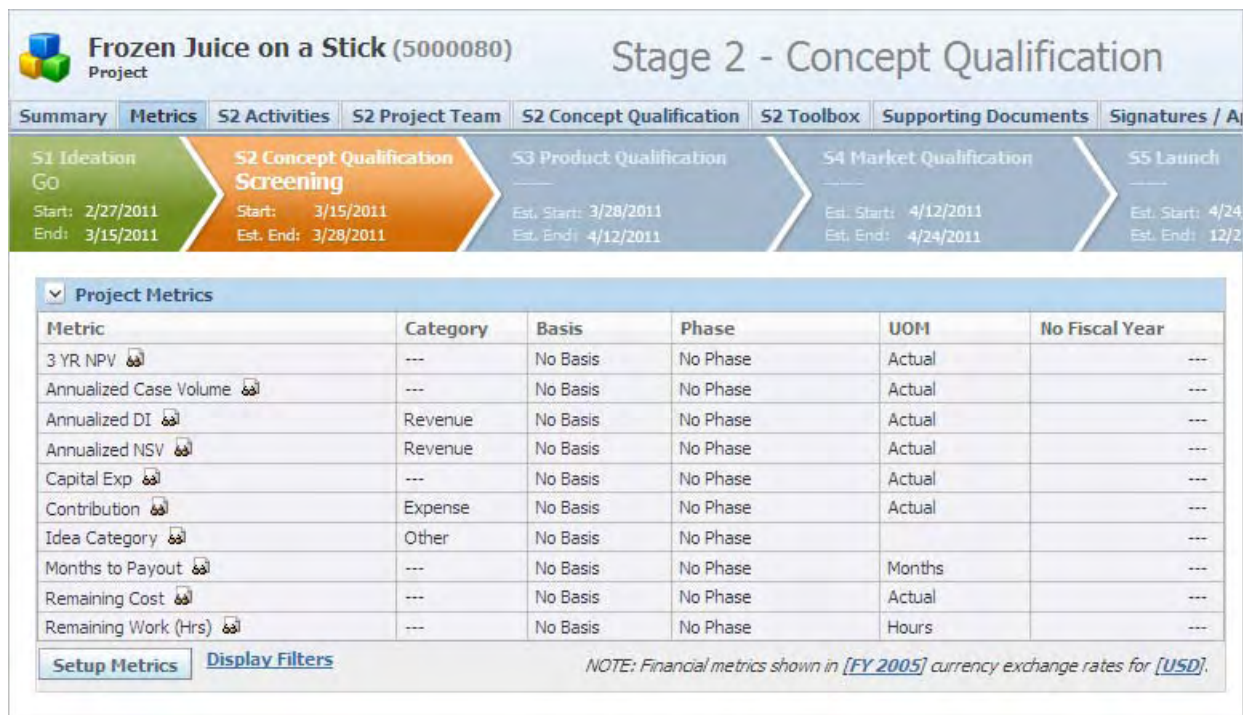 Frozen Juice on a Stick (5000080)
Project
Stage 2 - Concept Qualification
Summary Metrics S2 Activities S2 Project Team S2 Concept Qualification S2 Toolbox Supporting Documents Signatures /
S1 Ideation S2 Concept Qualification S3 Product Qualification S4 Market Qualification S5 Launch
Go Screening ------ ------ ------
Start: 2/27/2011 Start: 3/15/2011 Est. Start: 3/28/2011 Est. Start: 4/12/2011 Est. Start: 4/24
End: 3/15/2011 Est. End: 3/28/2011 Est. End: 4/12/2011 Est. End: 4/24/2011 Est. End: 12/2
Project Metrics
Metric Category Basis Phase UOM No Fiscal Year
3 YR NPV --- No Basis No Phase Actual ---
Annualized Case Volume --- No Basis No Phase Actual ---
Annualized DI Revenue No Basis No Phase Actual ---
Annualized NSV Revenue No Basis No Phase Actual ---
Capital Exp --- No Basis No Phase Actual ---
Contribution Expense No Basis No Phase Actual ---
Idea Category Other No Basis No Phase ---
Months to Payout --- No Basis No Phase Months ---
Remaining Cost --- No Basis No Phase Actual ---
Remaining Work (Hrs) --- No Basis No Phase Hours ---
Setup Metrics Display Filters NOTE: Financial metrics shown in [FY 2005] currency exchange rates for [USD].